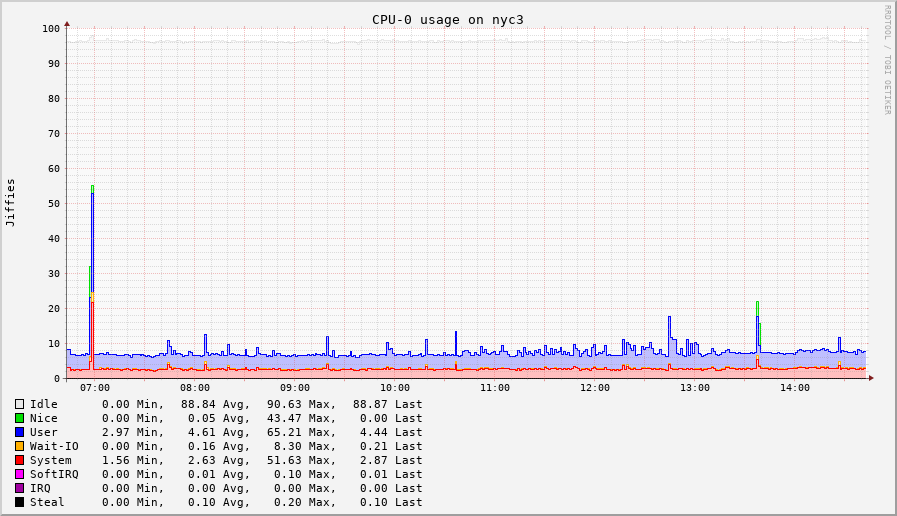 CPU-0 usage on nyc3
RRDTOOL / TOBI OETIKER
Jiffies
100
90
80
70
60
50
40
30
20
10
0
07:00 08:00 09:00 10:00 11:00 12:00 13:00 14:00
Idle 0.00 Min, 88.84 Avg, 90.63 Max, 88.87 Last
Nice 0.00 Min, 0.05 Avg, 43.47 Max, 0.00 Last
User 2.97 Min, 4.61 Avg, 65.21 Max, 4.44 Last
Wait-IO 0.00 Min, 0.16 Avg, 8.30 Max, 0.21 Last
System 1.56 Min, 2.63 Avg, 51.63 Max, 2.87 Last
SoftIRQ 0.00 Min, 0.01 Avg, 0.10 Max, 0.01 Last
IRQ 0.00 Min, 0.00 Avg, 0.00 Max, 0.00 Last
Steal 0.00 Min, 0.10 Avg, 0.20 Max, 0.10 Last